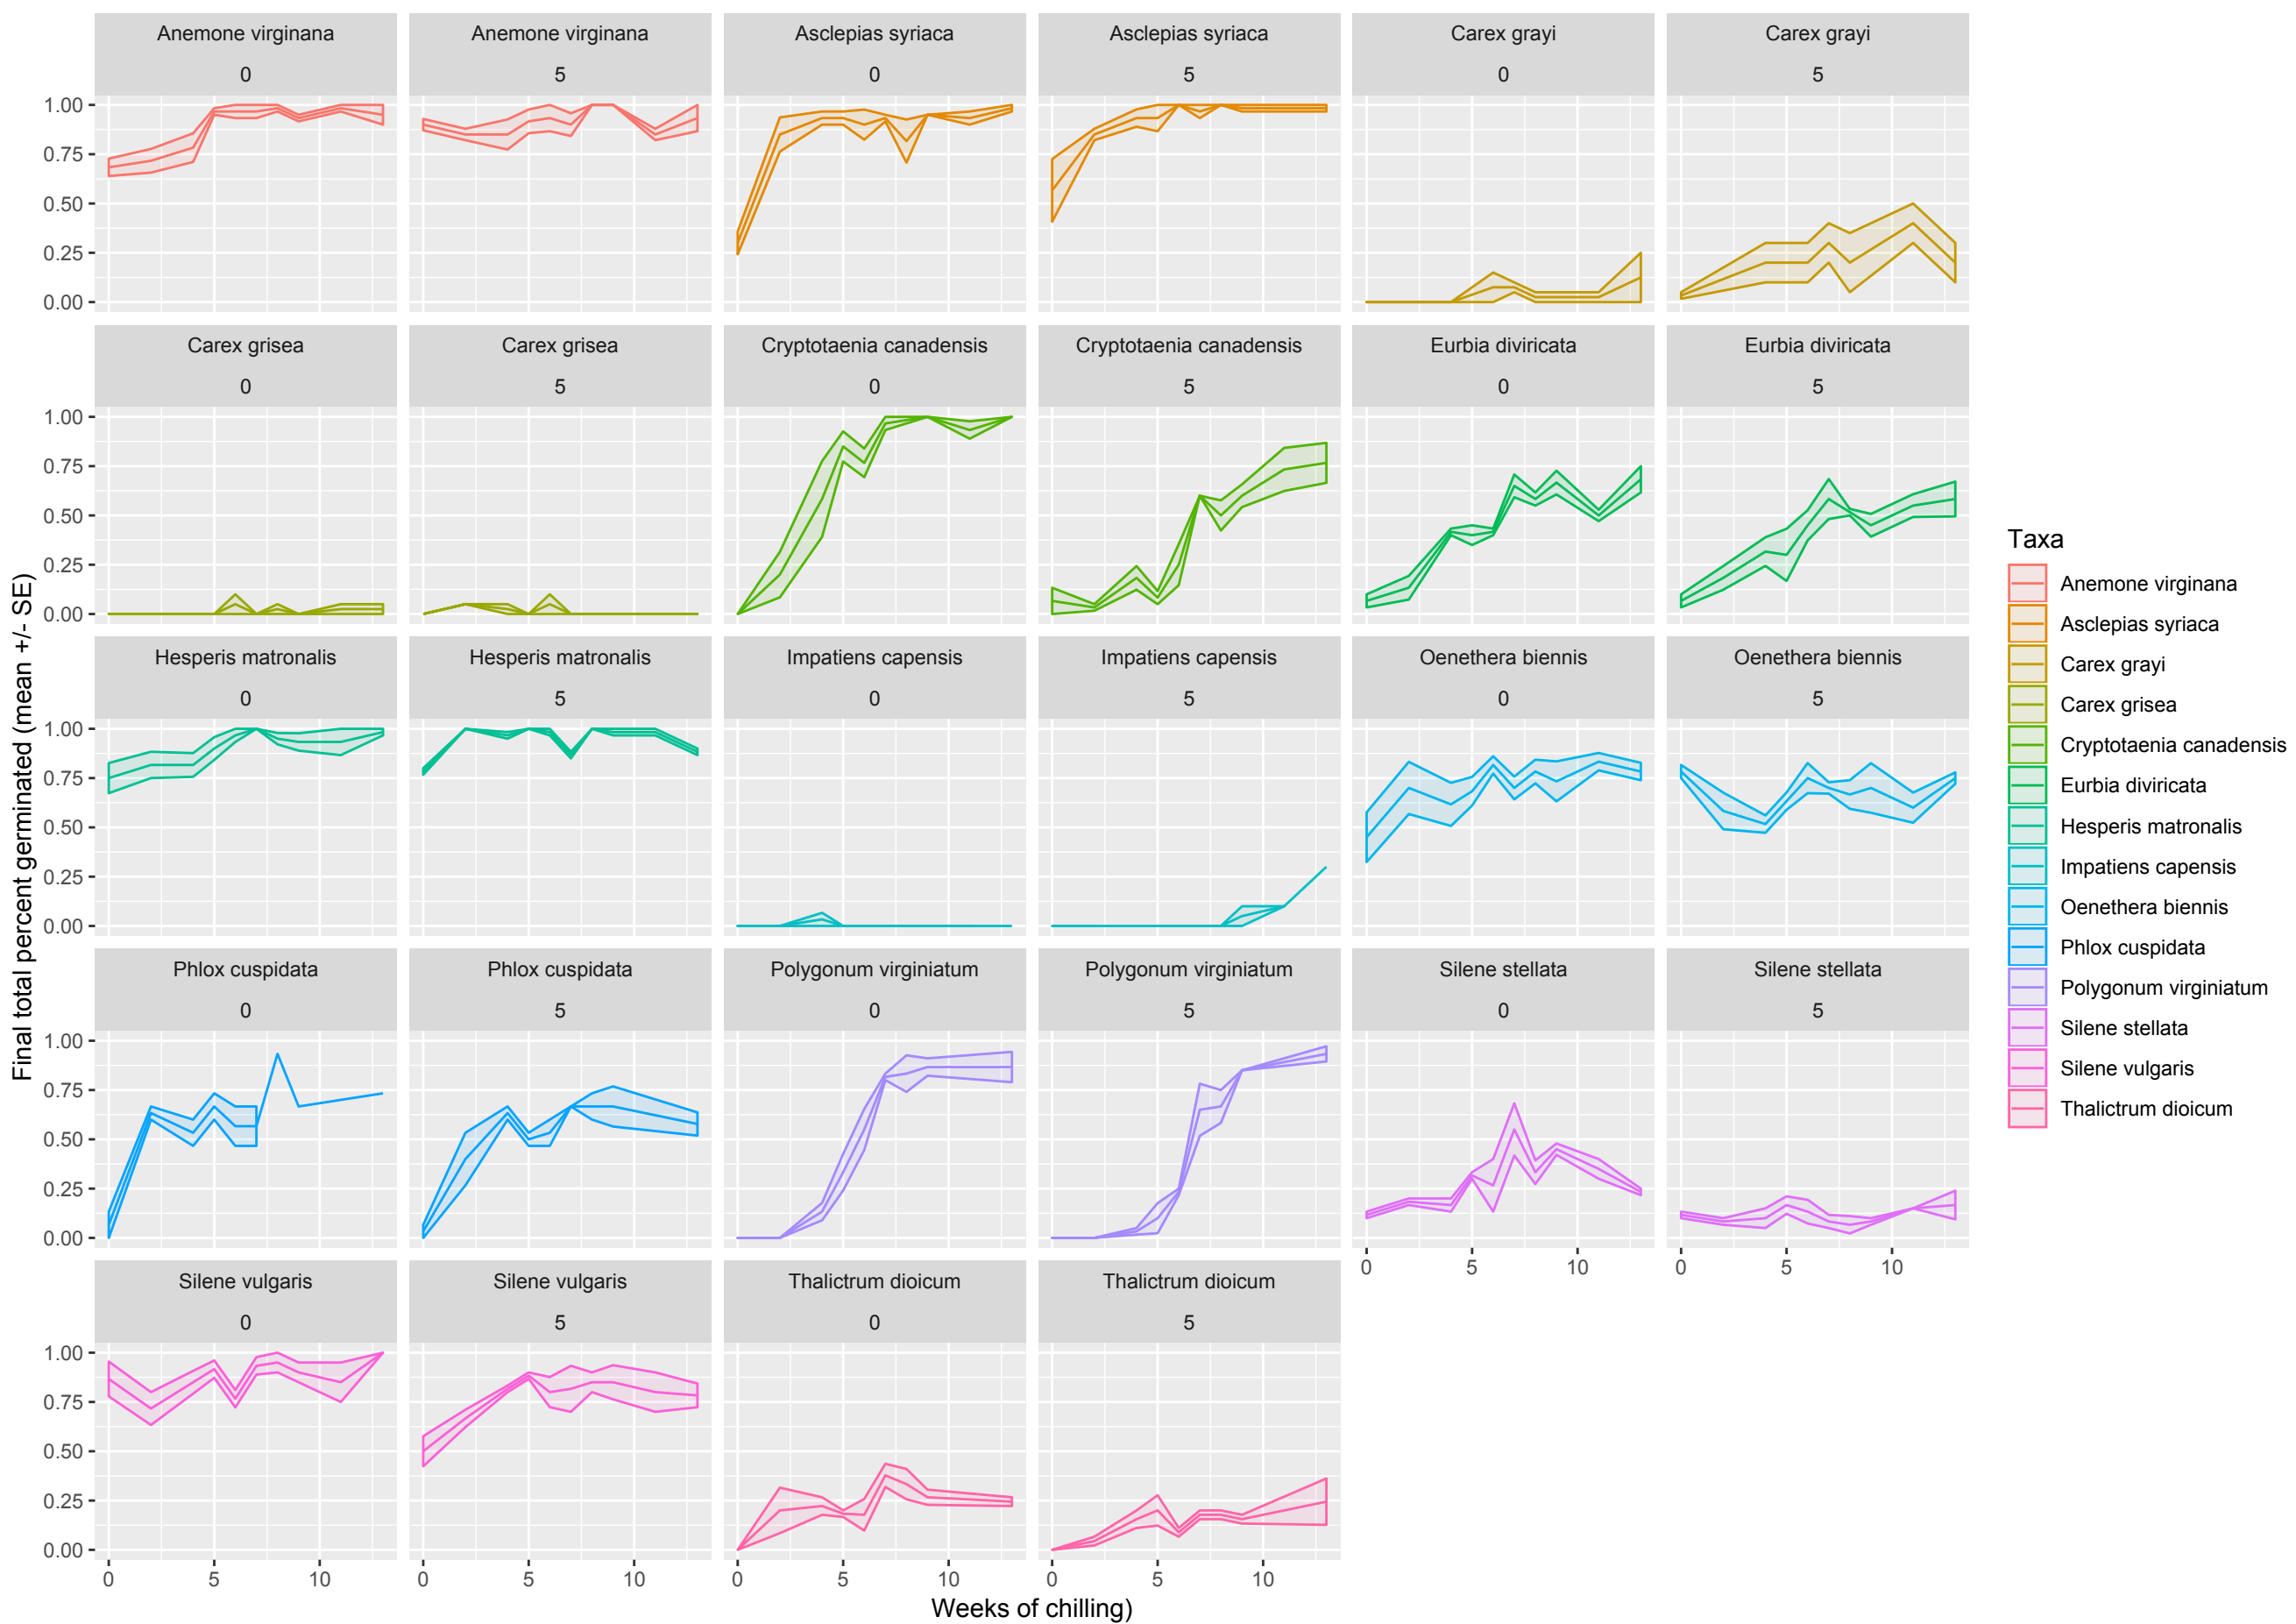 Anemone virginana Anemone virginana Asclepias syriaca Asclepias syriaca Carex grayi Carex grayi
0 5 0 5 0 5
1.00
0.75
0.50
0.25
0.00
Carex grisea Carex grisea Cryptotaenia canadensis Cryptotaenia canadensis Eurbia diviricata Eurbia diviricata
0 5 0 5 0 5
1.00
0.75
0.50
0.25
0.00
Hesperis matronalis Hesperis matronalis Impatiens capensis Impatiens capensis Oenethera biennis Oenethera biennis
0 5 0 5 0 5
1.00
0.75
0.50
0.25
0.00
Phlox cuspidata Phlox cuspidata Polygonum virginiatum Polygonum virginiatum Silene stellata Silene stellata
0 5 0 5 0 5
1.00
0.75
0.50
0.25
0.00
0 5 10 0 5 10
Silene vulgaris Silene vulgaris Thalictrum dioicum Thalictrum dioicum
0 5 0 5
1.00
0.75
0.50
0.25
0.00
0 5 10 0 5 10 0 5 10 0 5 10
Weeks of chilling)
Final total percent germinated (mean +/- SE)
Taxa
Anemone virginana
Asclepias syriaca
Carex grayi
Carex grisea
Cryptotaenia canadensis
Eurbia diviricata
Hesperis matronalis
Impatiens capensis
Oenethera biennis
Phlox cuspidata
Polygonum virginiatum
Silene stellata
Silene vulgaris
Thalictrum dioicum